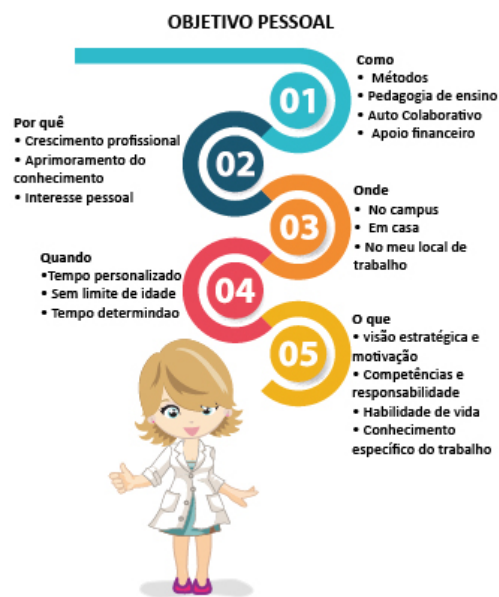 OBJETIVO PESSOAL
01
Como
• Métodos
• Pedagogia de ensino
• Auto Colaborativo
• Apoio financeiro
02
Por quê
• Crescimento profissional
• Aprimoramento do
conhecimento
• Interesse pessoal
03
Onde
• No campus
• Em casa
• No meu local de
trabalho
04
Quando
•Tempo personalizado
• Sem limite de idade
• Tempo determindao
05
O que
• visão estratégica e
motivação
• Competências e
responsabilidade
• Habilidade de vida
• Conhecimento
específico do trabalho